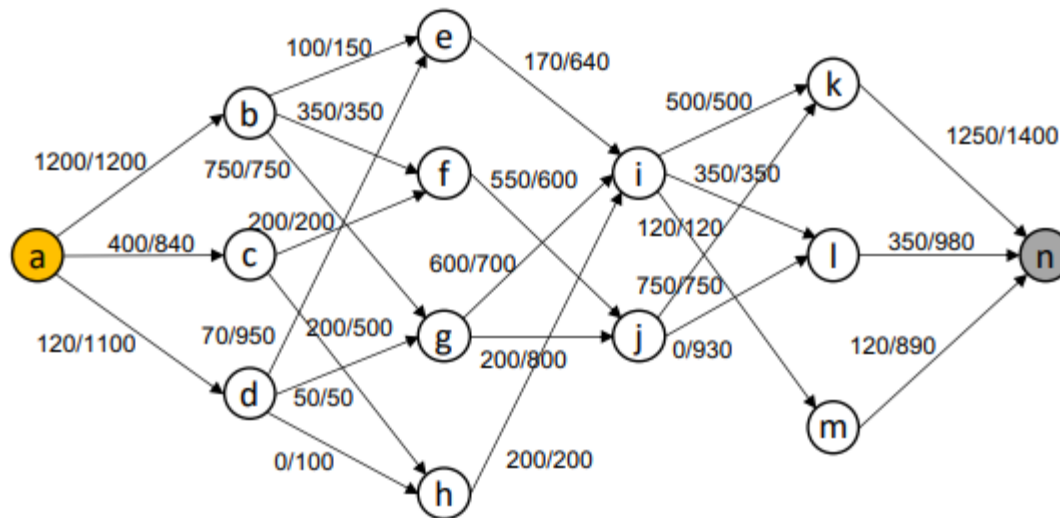 e
100/150
170/640
k
b
500/500
350/350
1250/1400
1200/1200
750/750
f
i
550/600
350/350
200/200
120/120
a
400/840
c
l
350/980
n
600/700
750/750
120/1100
70/950
200/500
g
200/800
j
0/930
120/890
d
50/50
m
0/100
200/200
h